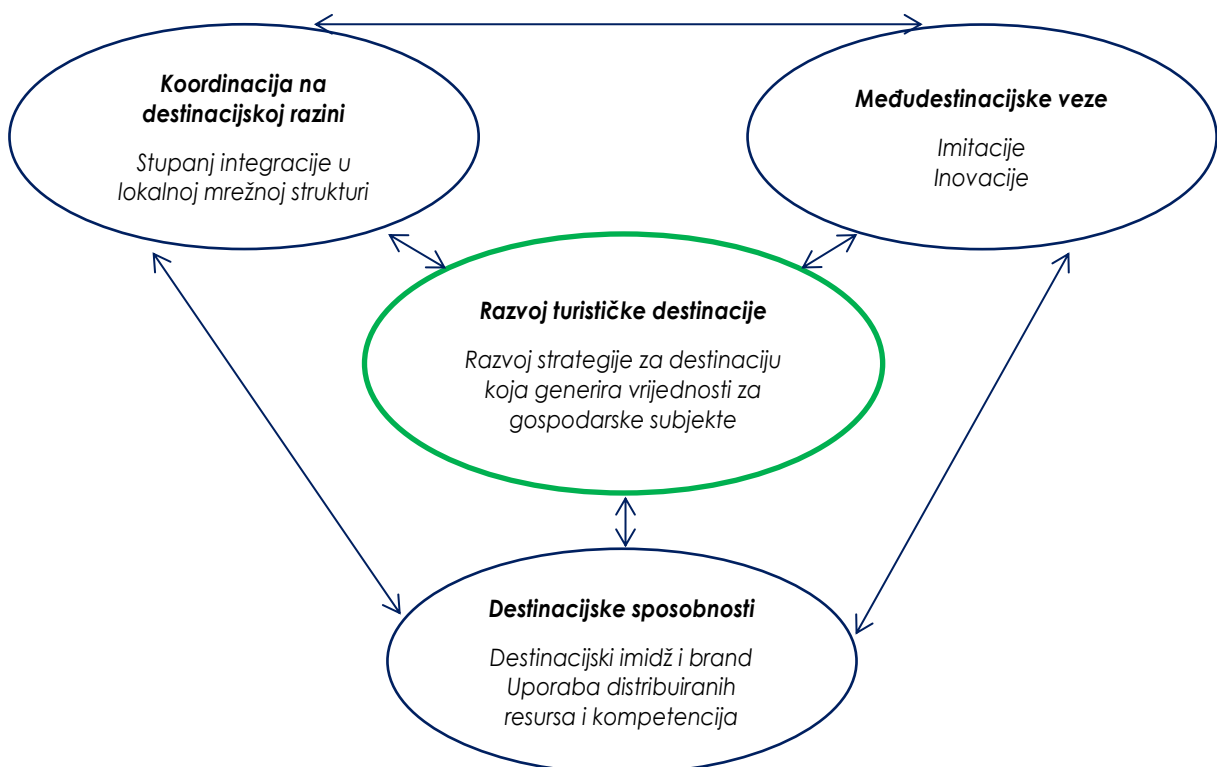 Koordinacija na
destinacijskoj razini
Stupanj integracije u
lokalnoj mrežnoj strukturi
Međudestinacijske veze
Imitacije
Inovacije
Razvoj turističke destinacije
Razvoj strategije za destinaciju
koja generira vrijednosti za
gospodarske subjekte
Destinacijske sposobnosti
Destinacijski imidž i brand
Uporaba distribuiranih
resursa i kompetencija